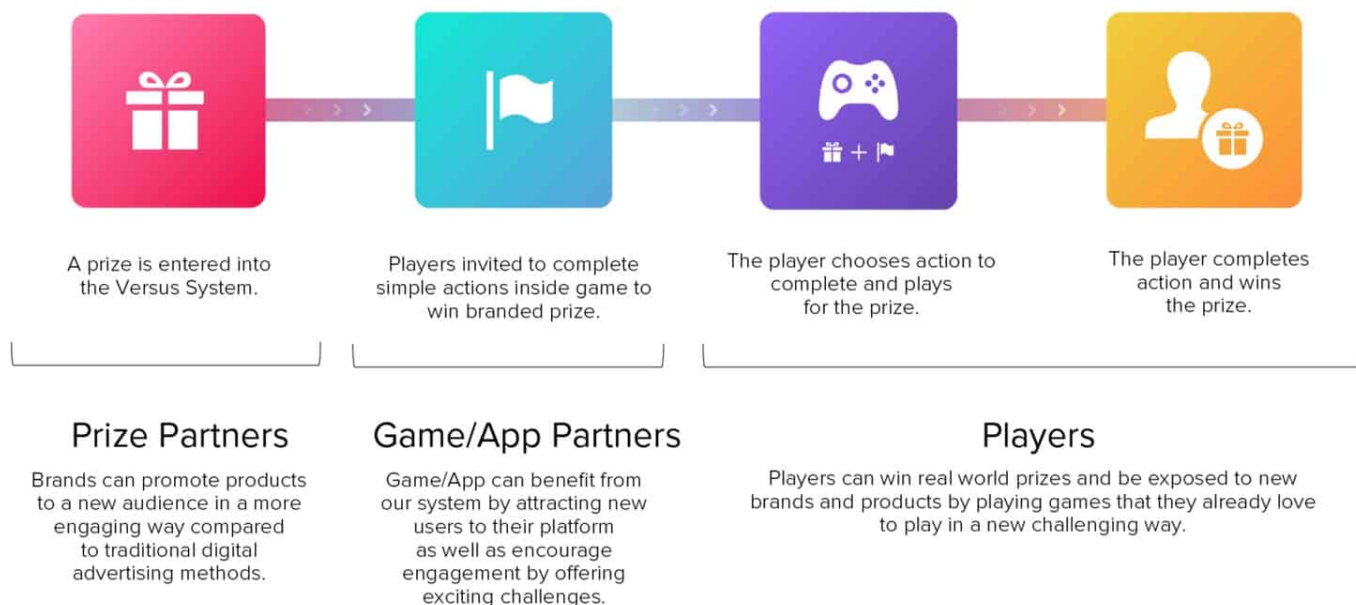 A prize is entered into
the Versus System.
Players invited to complete
simple actions inside game to
win branded prize.
The player chooses action to
complete and plays
for the prize.
The player completes
action and wins
the prize.
Prize Partners
Brands can promote products
to a new audience in a more
engaging way compared
to traditional digital
advertising methods.
Game/App Partners
Game/App can benefit from
our system by attracting new
users to their platform
as well as encourage
engagement by offering
exciting challenges.
Players
Players can win real world prizes and be exposed to new
brands and products by playing games that they already love
to play in a new challenging way.